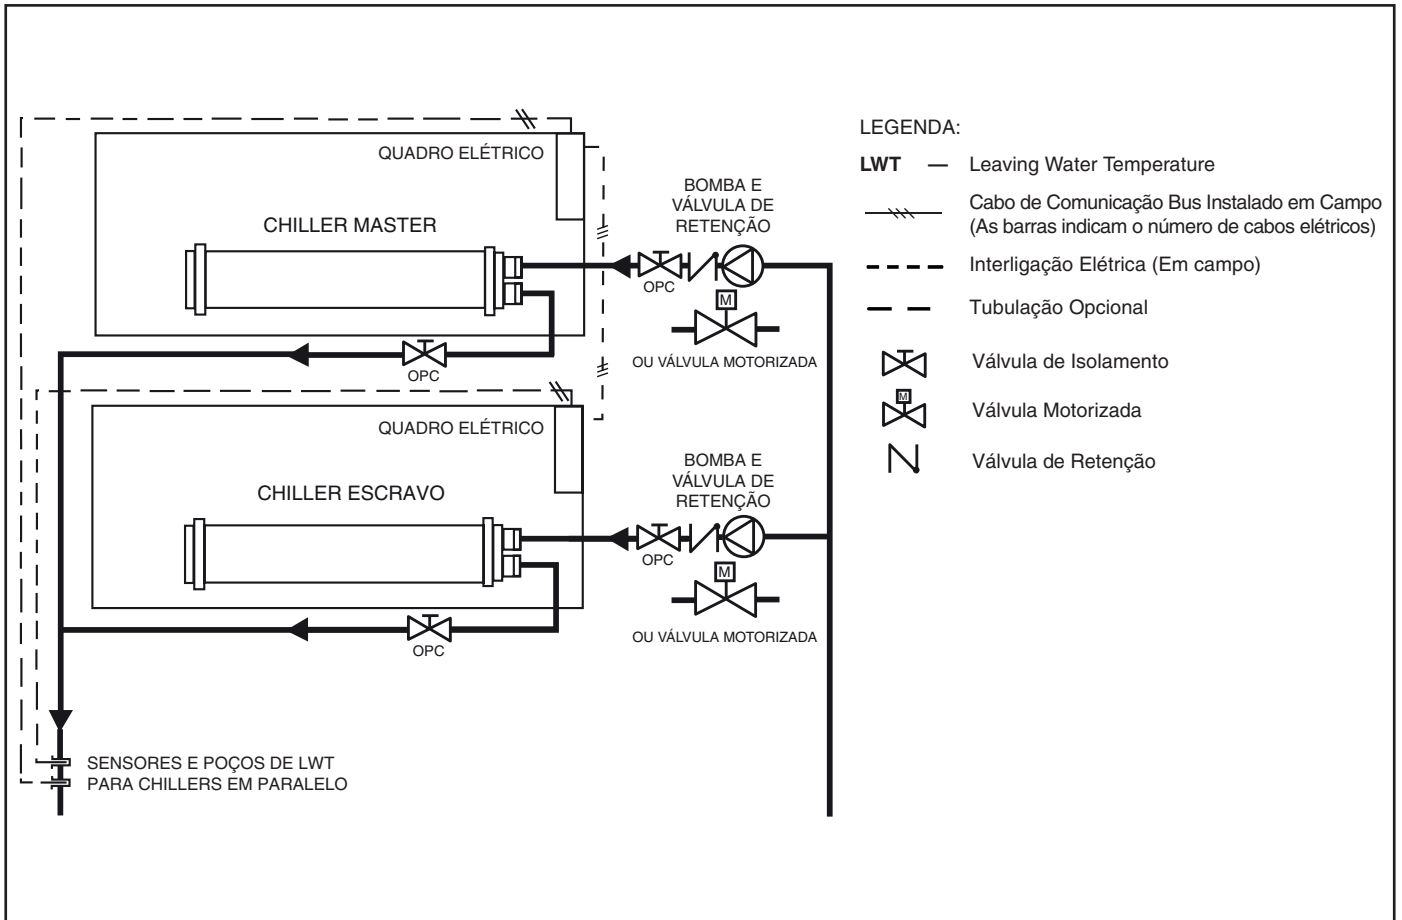 QUADRO ELÉTRICO
CHILLER MASTER
BOMBA E
VÁLVULA DE
RETENÇÃO
OPC
M
OU VÁLVULA MOTORIZADA
OPC
QUADRO ELÉTRICO
CHILLER ESCRAVO
BOMBA E
VÁLVULA DE
RETENÇÃO
OPC
M
OU VÁLVULA MOTORIZADA
OPC
SENSORES E POÇOS DE LWT
PARA CHILLERS EM PARALELO
LEGENDA:
LWT — Leaving Water Temperature
Cabo de Comunicação Bus Instalado em Campo
(As barras indicam o número de cabos elétricos)
Interligação Elétrica (Em campo)
Tubulação Opcional
Válvula de Isolamento
M
Válvula Motorizada
Válvula de Retenção